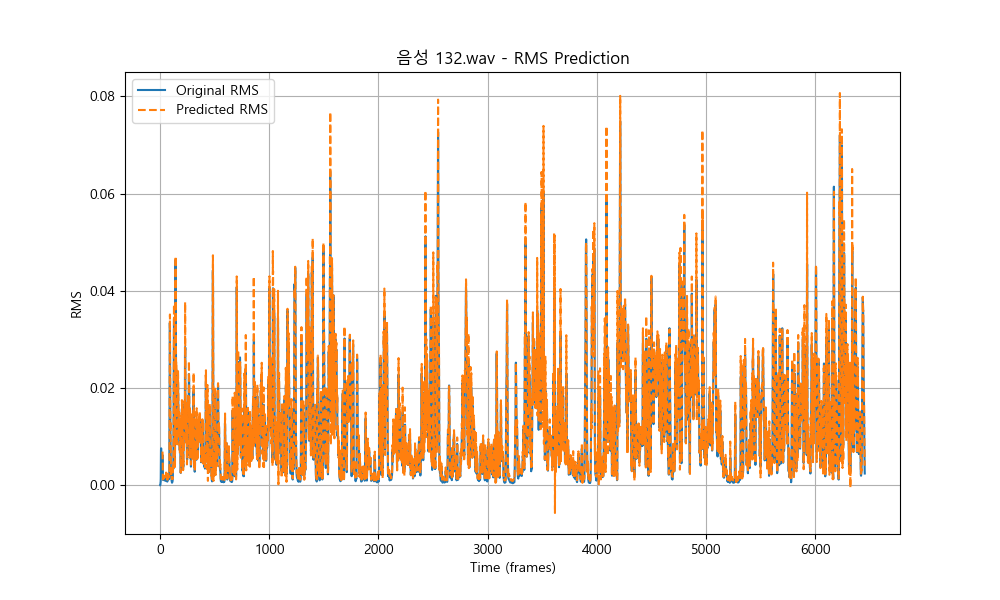 음성 132.wav - RMS Prediction
Original RMS
Predicted RMS
0.08
0.06
0.04
0.02
0.00
RMS
0 1000 2000 3000 4000 5000 6000
Time (frames)